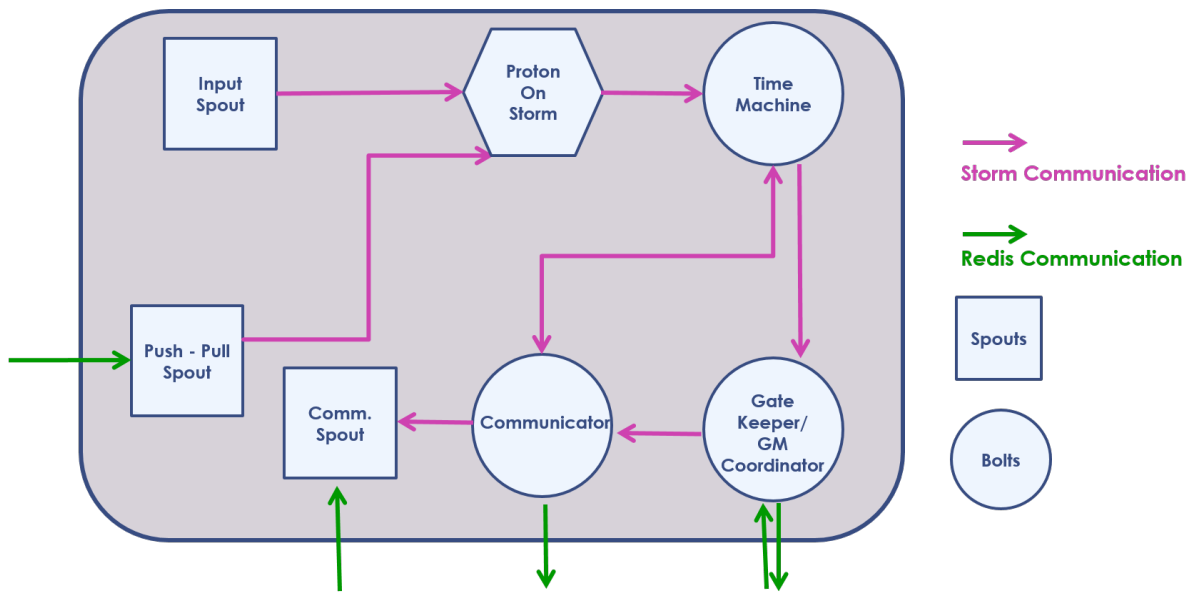 Input
Spout
Proton
On
Storm
Time
Machine
Storm Communication
Redis Communication
Push - Pull
Spout
Comm.
Spout
Communicator
Gate
Keeper/
GM
Coordinator
Spouts
Bolts